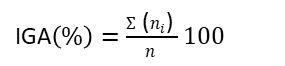 IGA(%) = Σ (nᵢ) / n 100